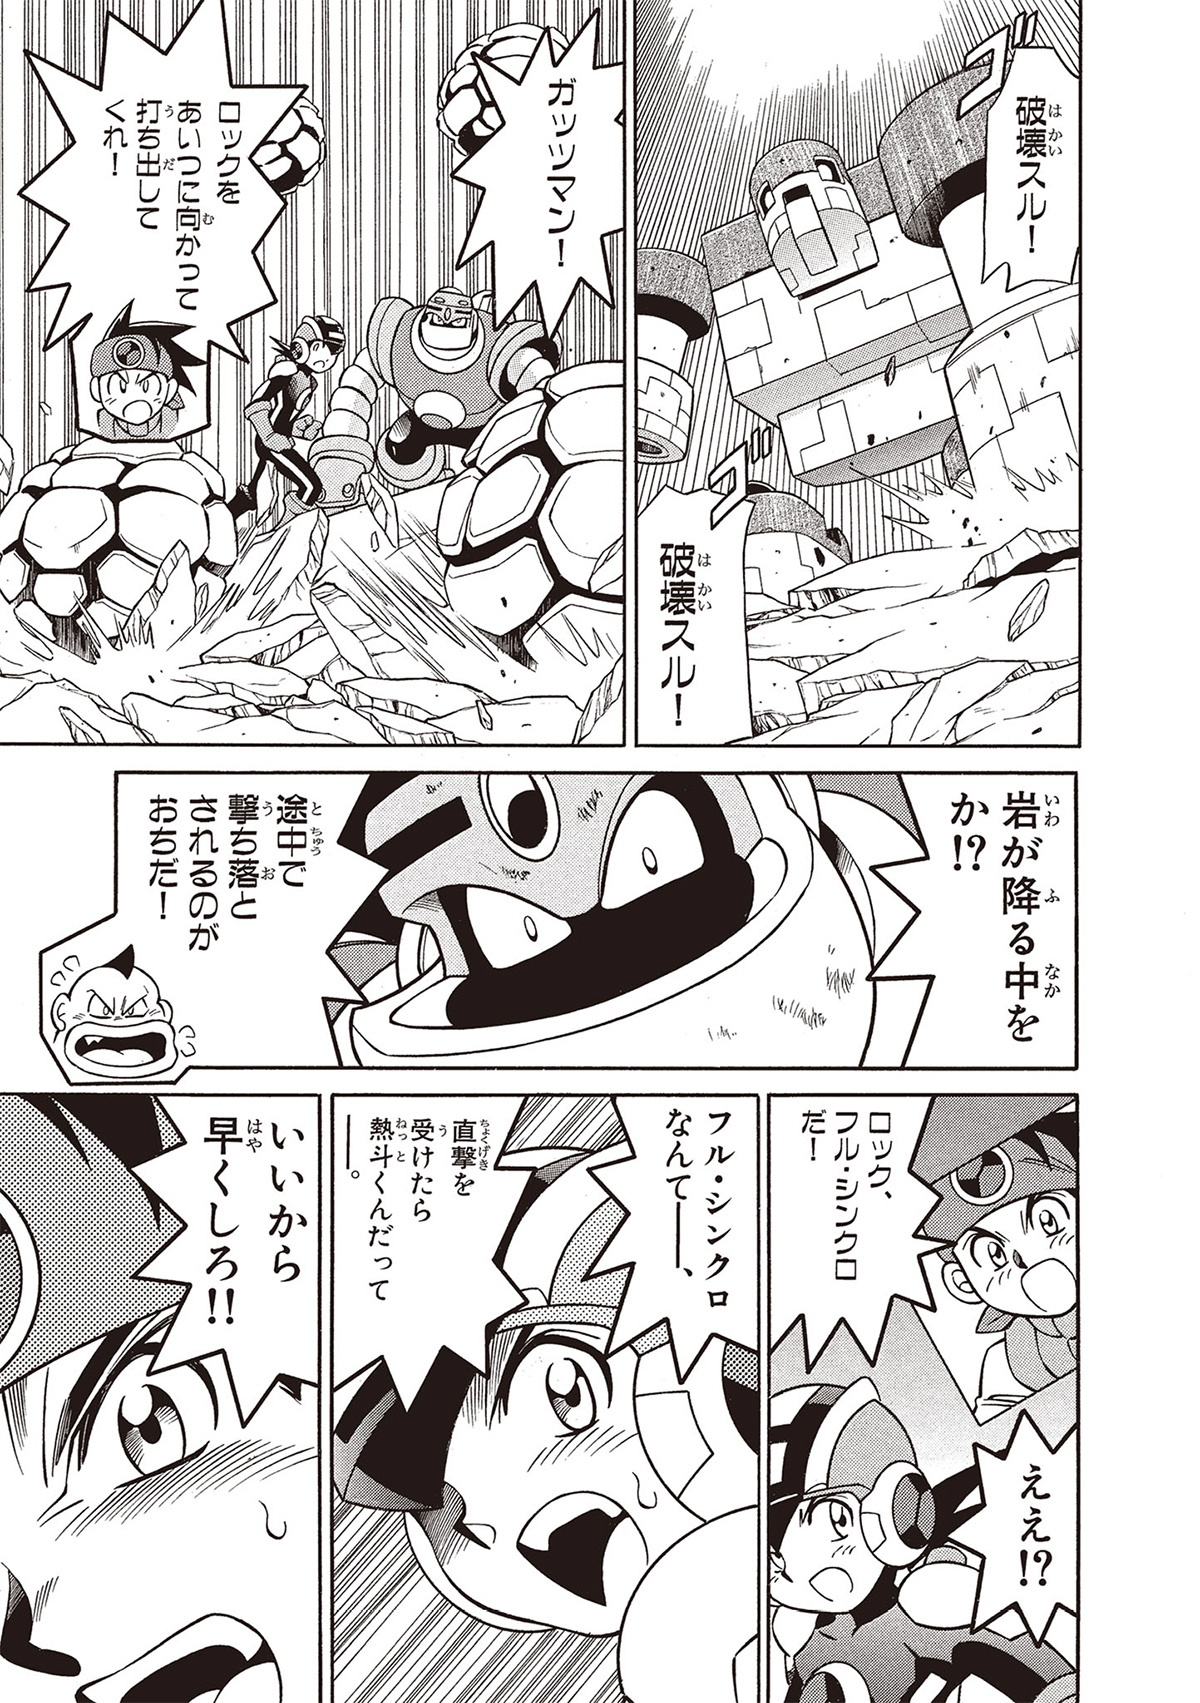 ゴゴ
破壊スル！
ゴゴ
破壊スル！
ガッツマン！
ロックを
あいつに向かって
打ち出して
くれ！
岩が降る中を
か!?
途中で
撃ち落と
されるのが
おちだ！
ロック、
フル・シンクロ
だ！
ええ!?
フル・シンクロ
なんて――、
直撃を
受けたら
熱斗くんだって
――。
いいから
早くしろ!!